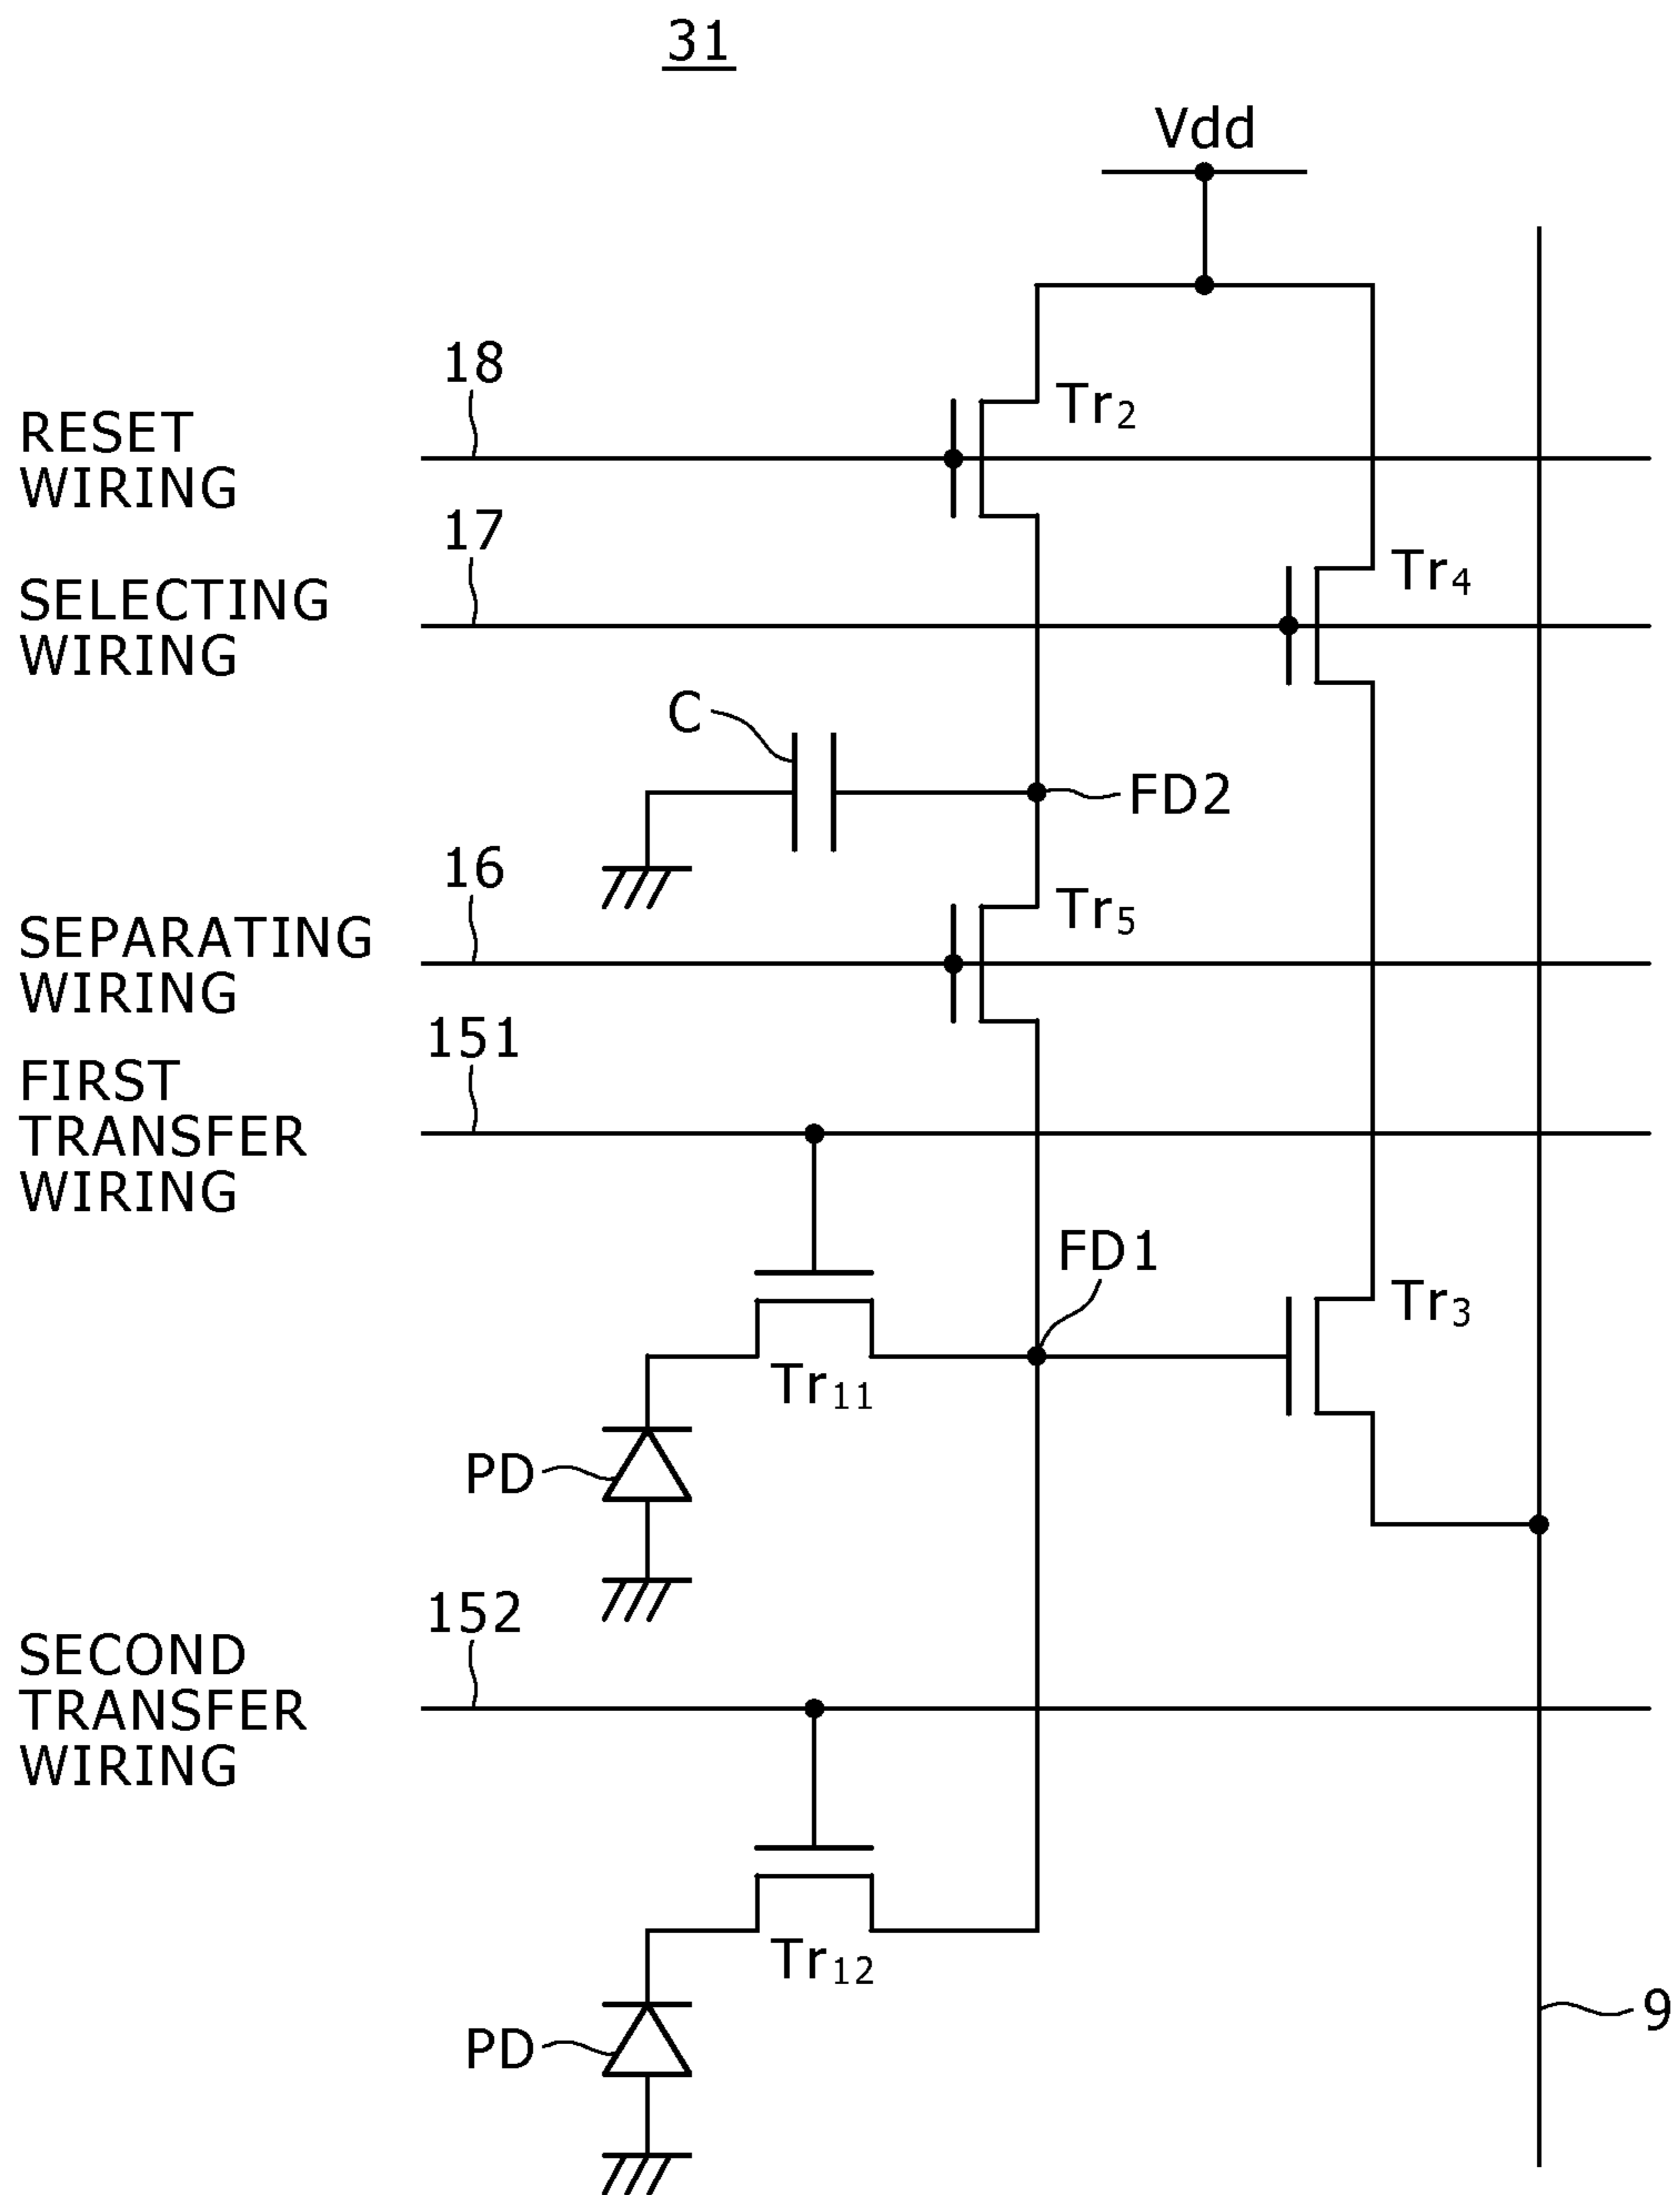 31
Vdd
18
Tr2
RESET
WIRING
17
Tr4
SELECTING
WIRING
C
FD2
16
Tr5
SEPARATING
WIRING
151
FIRST
TRANSFER
WIRING
FD1
Tr3
Tr11
PD
152
SECOND
TRANSFER
WIRING
Tr12
9
PD